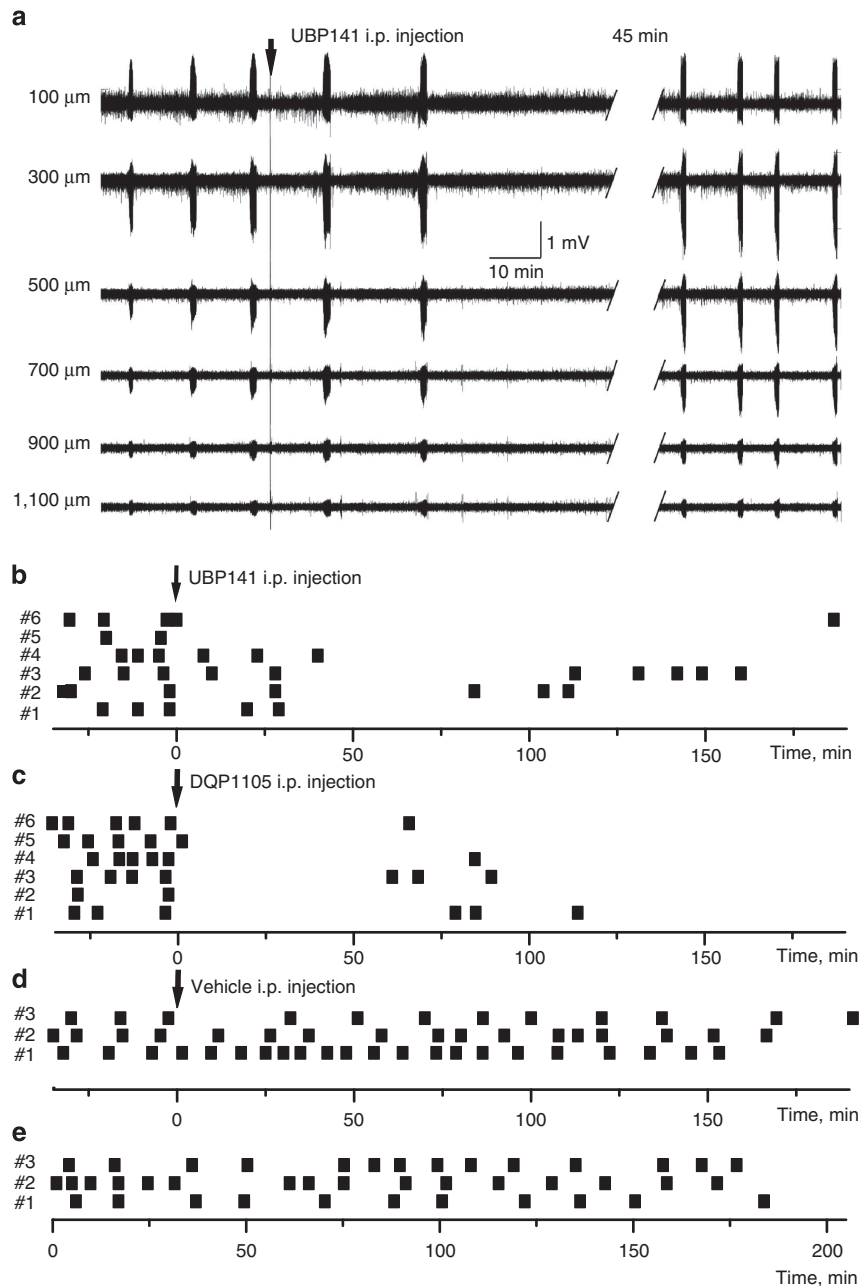 a
UBP141 i.p. injection
45 min
100 μm
300 μm
1 mV
10 min
500 μm
700 μm
900 μm
1,100 μm
b
UBP141 i.p. injection
#6
#5
#4
#3
#2
#1
0 50 100 150 Time, min
c
DQP1105 i.p. injection
#6
#5
#4
#3
#2
#1
0 50 100 150 Time, min
d
Vehicle i.p. injection
#3
#2
#1
0 50 100 150 Time, min
e
#3
#2
#1
0 50 100 150 200
Time, min